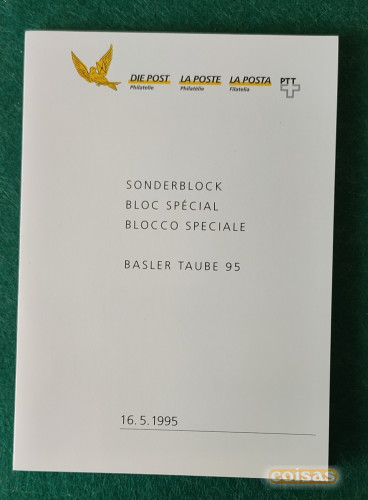 DIE POST LA POSTE LA POSTA PTT
Philatelie Philatélie Filatelia
SONDERBLOCK
BLOC SPÉCIAL
BLOCCO SPECIALE
BASLER TAUBE 95
16.5.1995
coisas